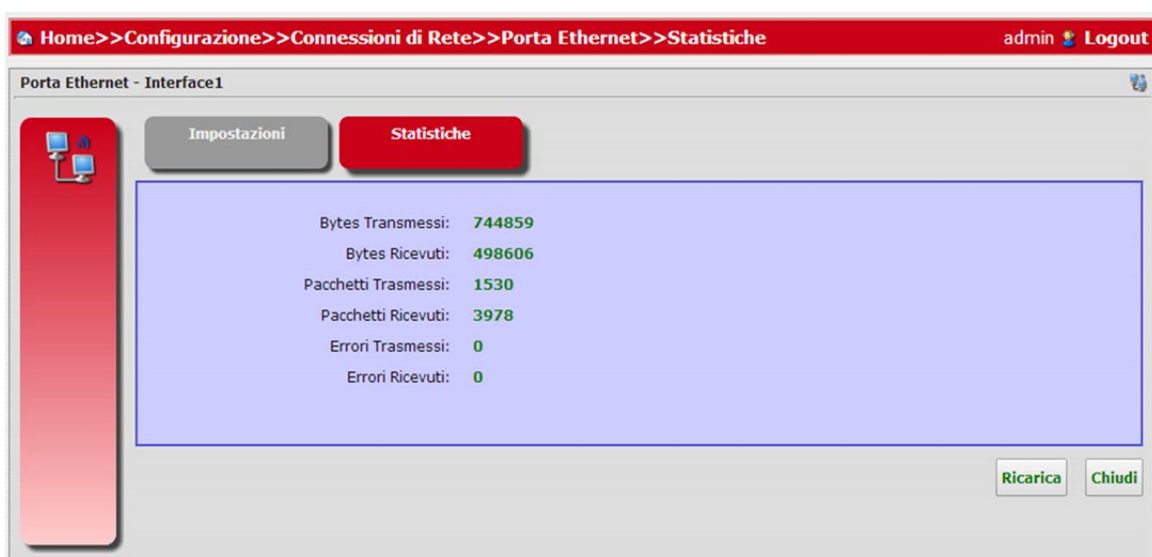 Home>>Configurazione>>Connessioni di Rete>>Porta Ethernet>>Statistiche admin Logout
Porta Ethernet - Interface1
Impostazioni Statistiche
Bytes Transmessi: 744859
Bytes Ricevuti: 498606
Pacchetti Trasmessi: 1530
Pacchetti Ricevuti: 3978
Errori Trasmessi: 0
Errori Ricevuti: 0
Ricarica Chiudi